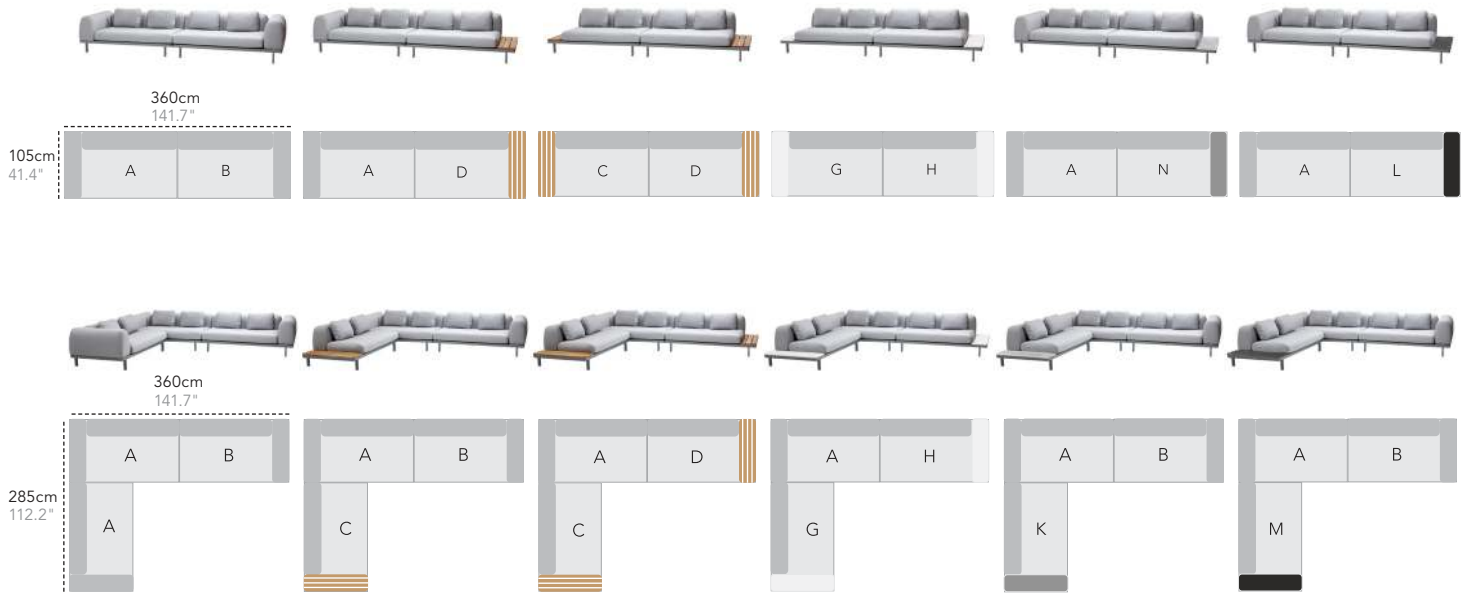 360cm
141.7"
105cm
41.4"
A B
A D
C D
G H
A N
A L
360cm
141.7"
285cm
112.2"
A B
A
A B
C
A D
C
A H
G
A B
K
A B
M